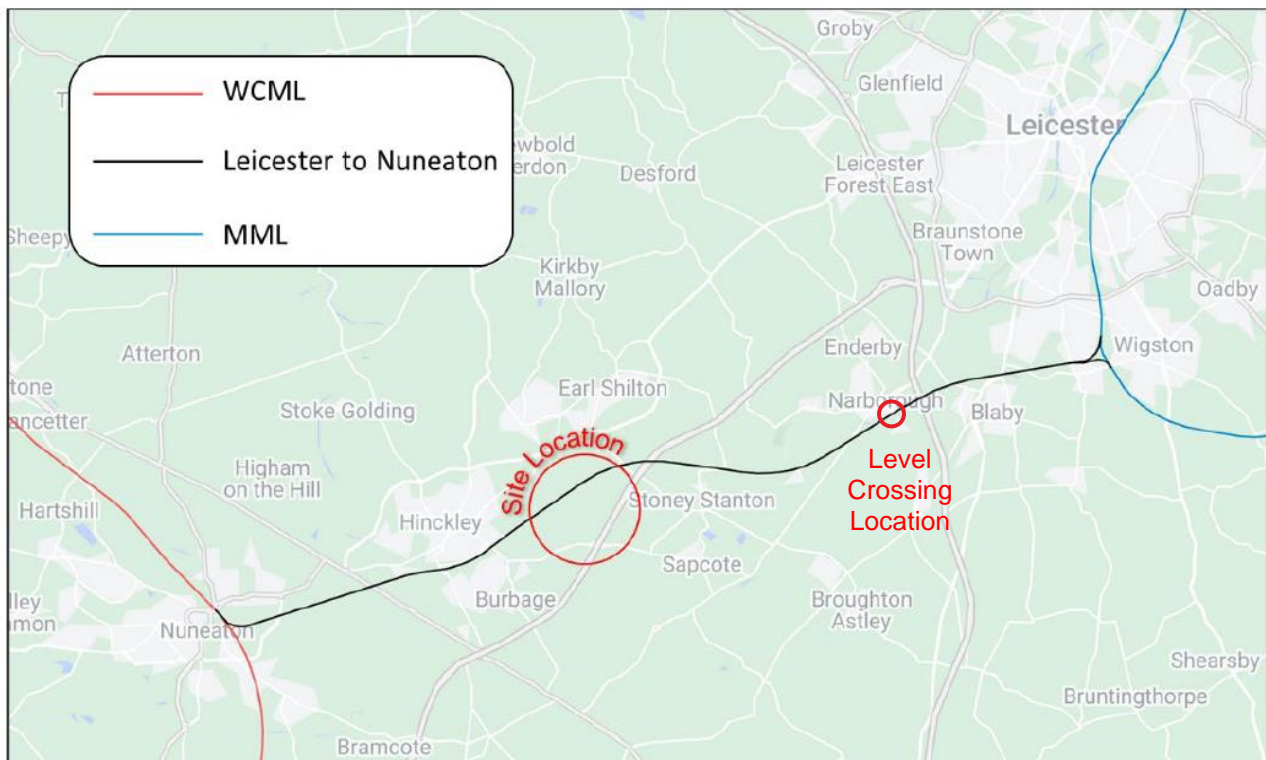 WCML
Leicester to Nuneaton
MML
Groby
Glenfield
Leicester
Desford
Leicester
Forest East
Braunstone
Town
Sheepy
Kirkby
Mallory
Oadby
Atterton
Enderby
Wigston
Earl Shilton
Stoke Golding
Narborough
Blaby
Site Location
Higham
on the Hill
Level
Crossing
Location
Hartshill
Hinckley
Stoney Stanton
Sapcote
Burbage
Broughton
Astley
Nuneaton
Shearsby
Bruntingthorpe
Bramcote